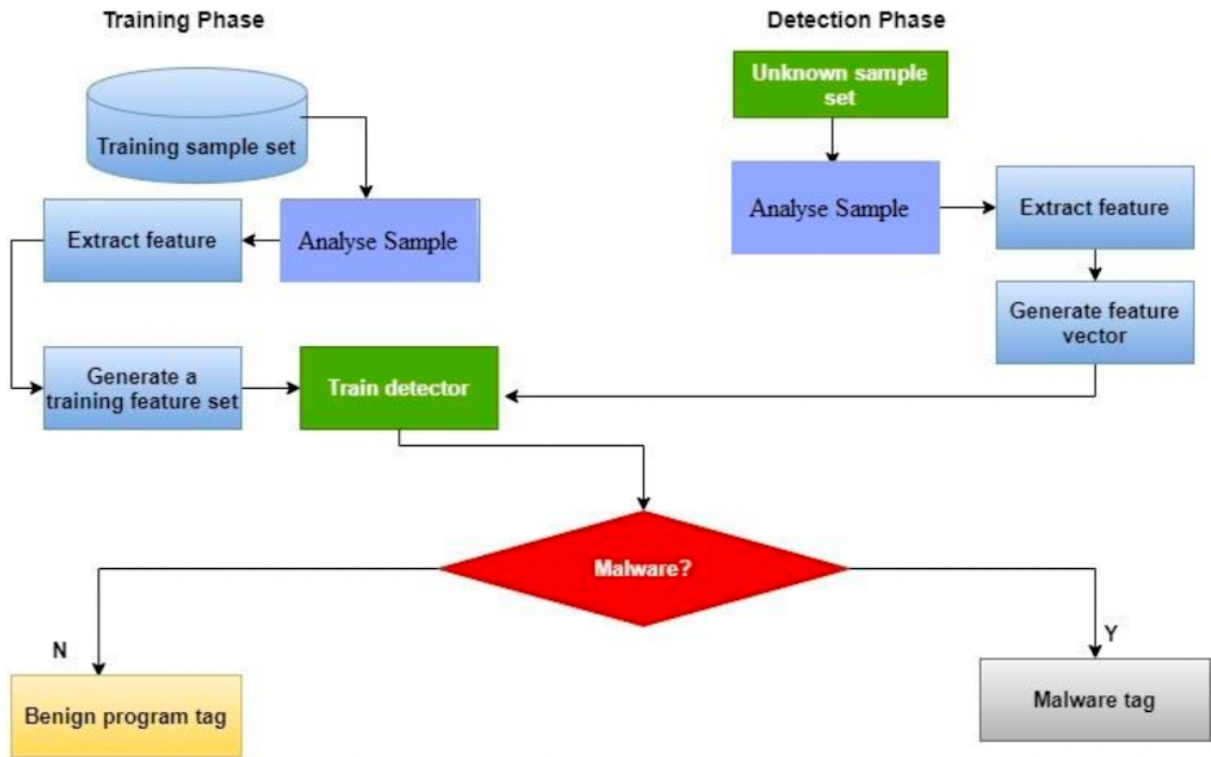 Training Phase
Detection Phase
Training sample set
Unknown sample
set
Analyse Sample
Extract feature
Extract feature
Analyse Sample
Generate feature
vector
Generate a
training feature set
Train detector
Malware?
N
Y
Benign program tag
Malware tag